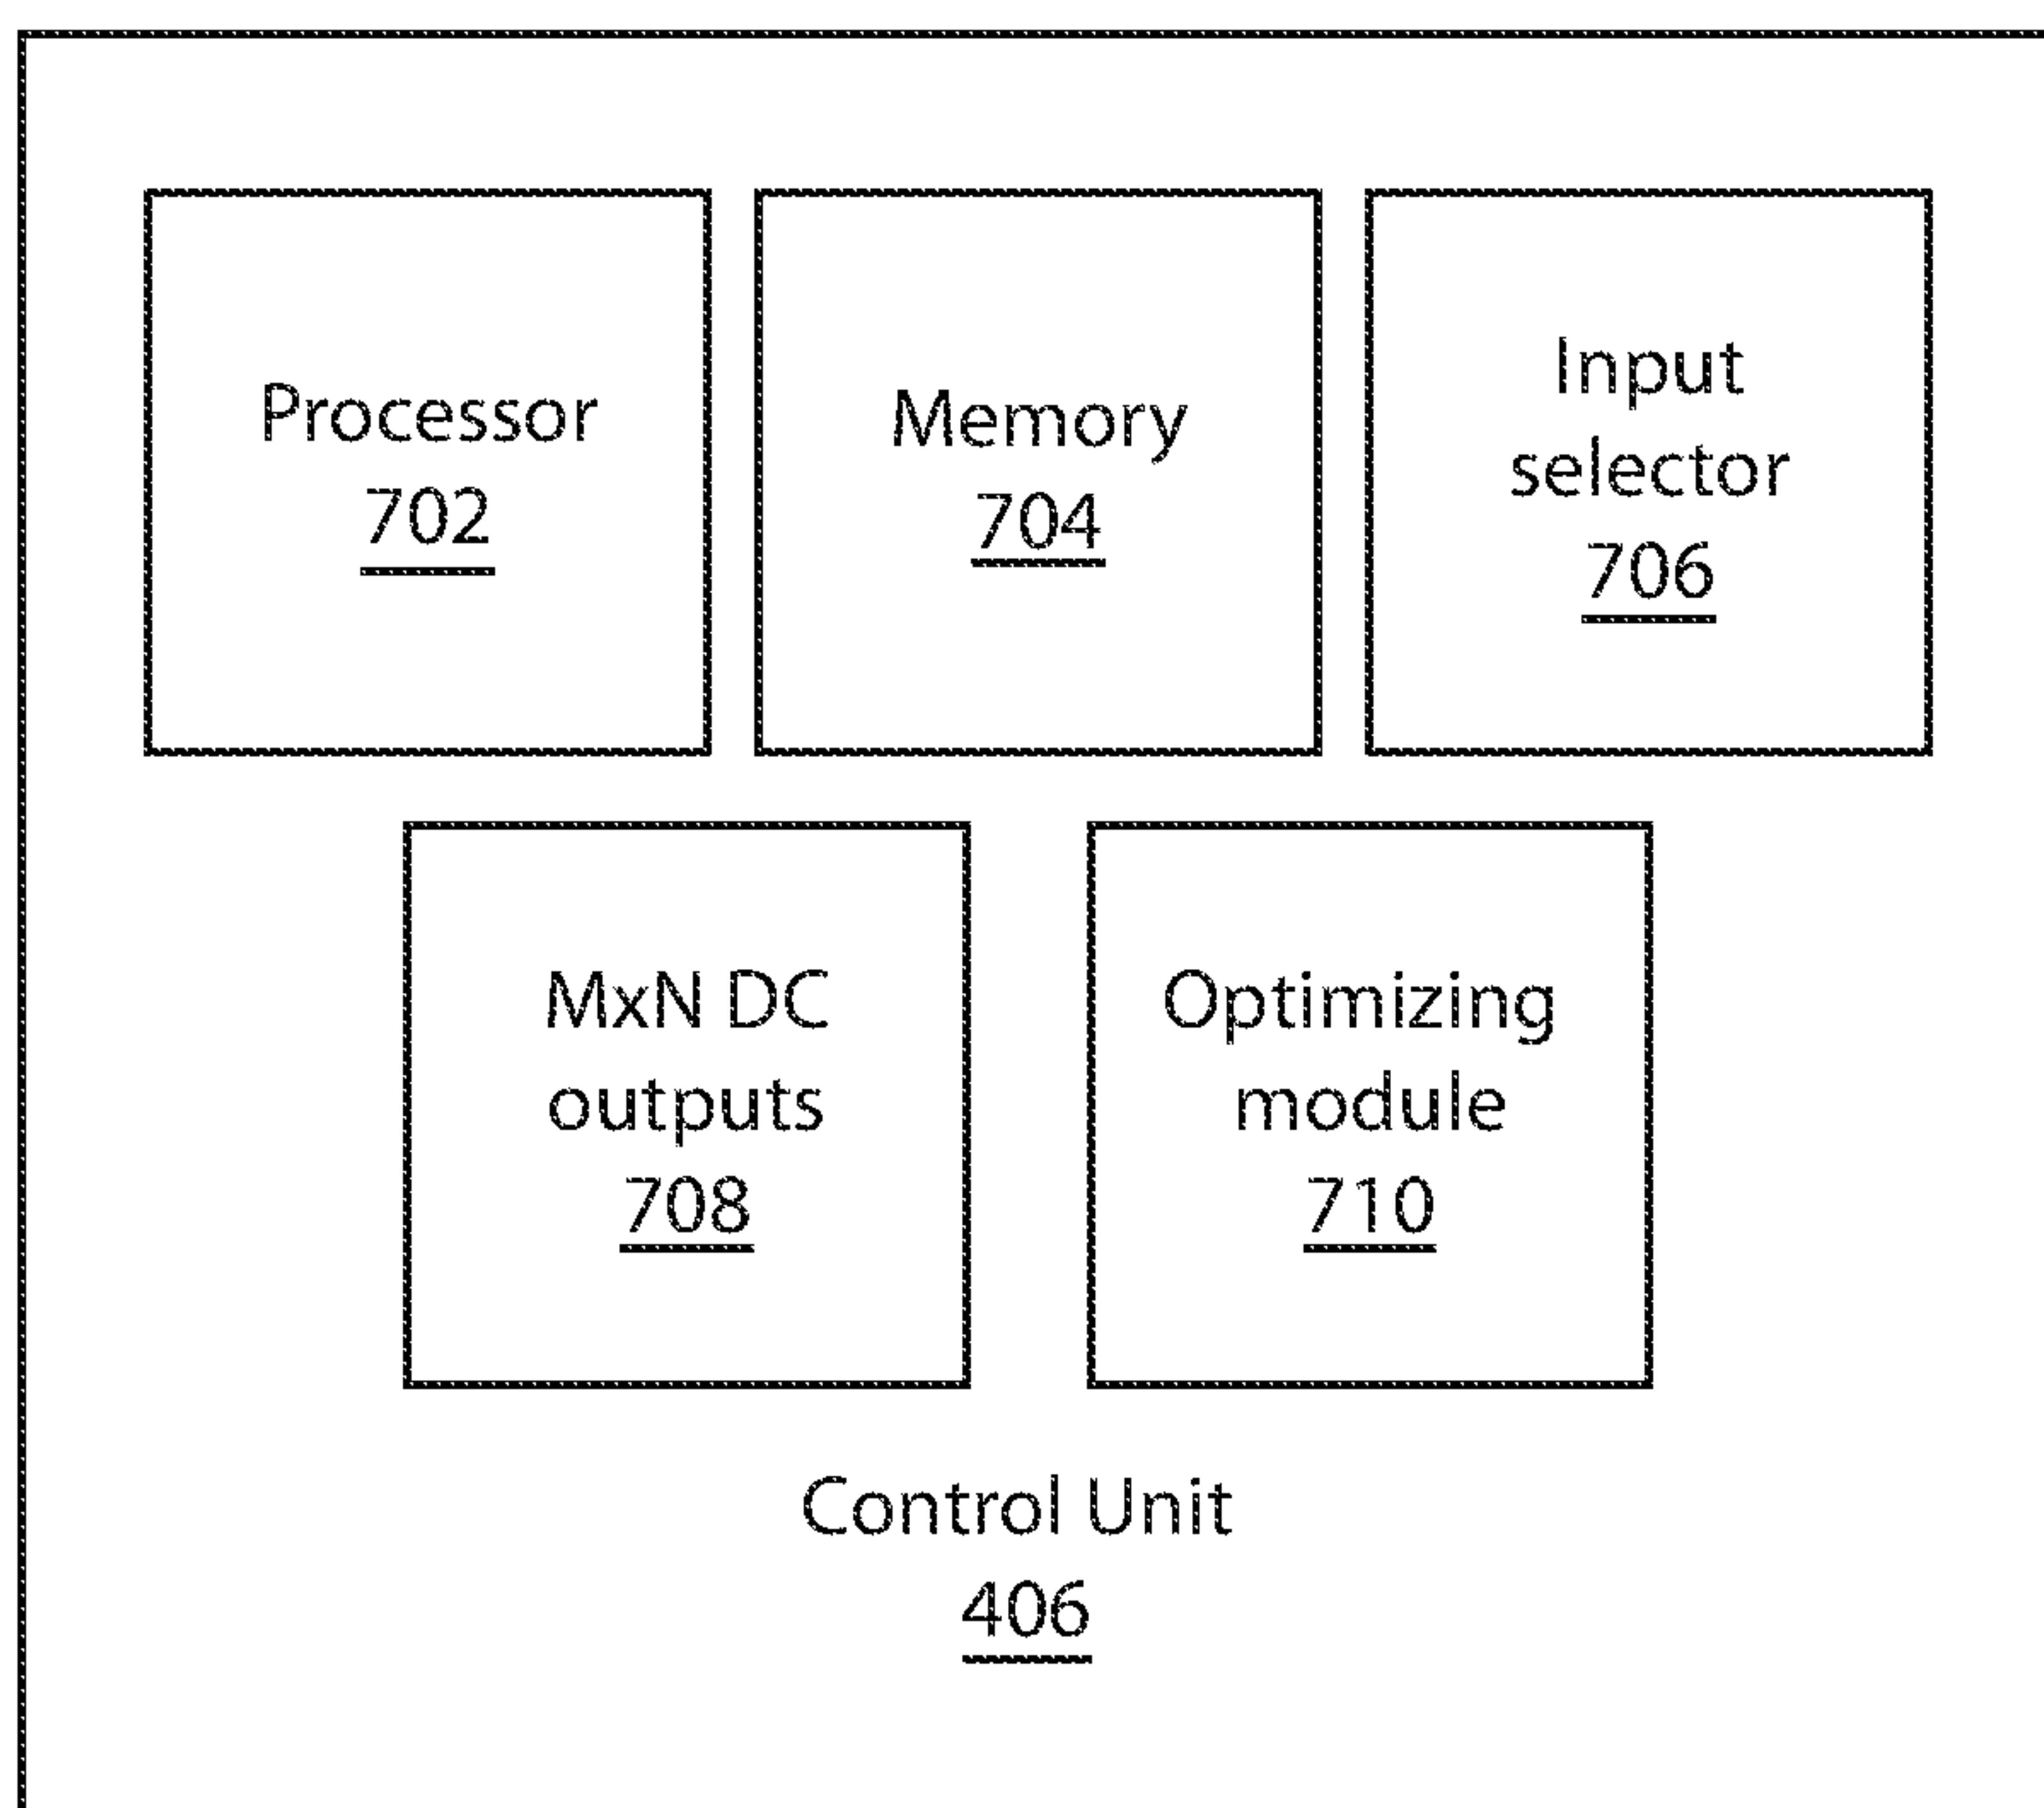 Processor
702
Memory
704
Input
selector
706
MxN DC
outputs
708
Optimizing
module
710
Control Unit
406